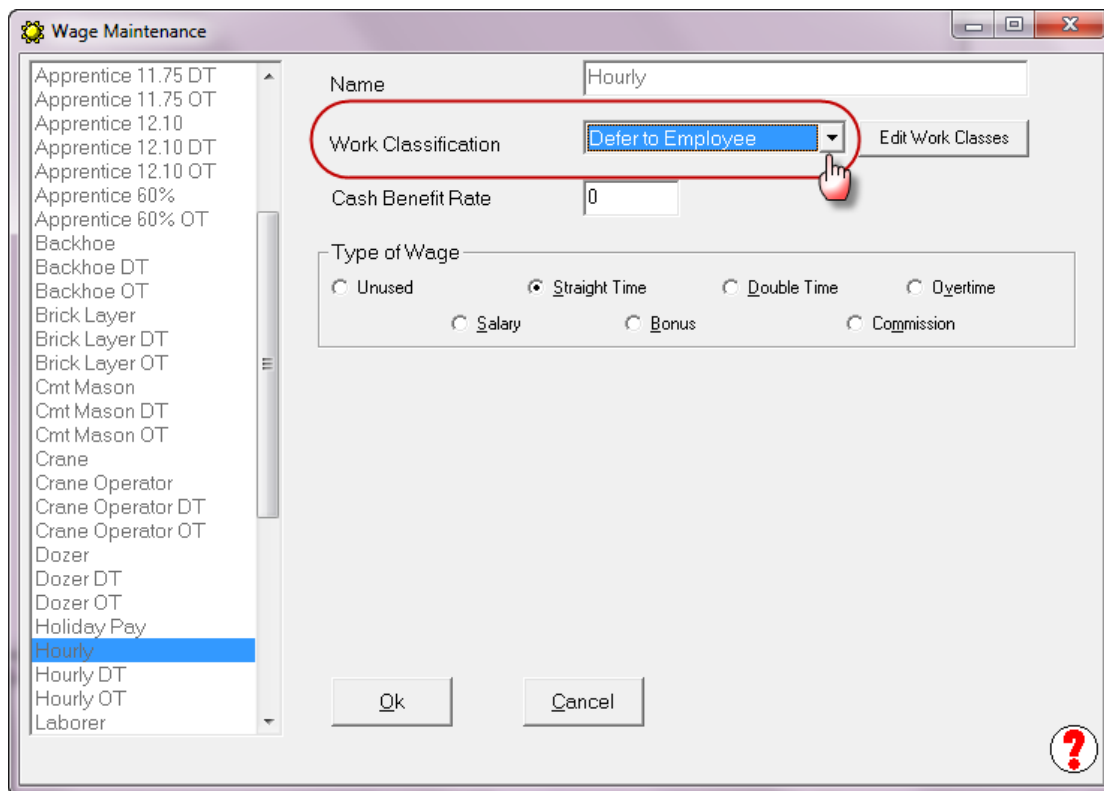 Wage Maintenance
Apprentice 11.75 DT
Apprentice 11.75 OT
Apprentice 12.10
Apprentice 12.10 DT
Apprentice 12.10 OT
Apprentice 60%
Apprentice 60% OT
Backhoe
Backhoe DT
Backhoe OT
Brick Layer
Brick Layer DT
Brick Layer OT
Cmt Mason
Cmt Mason DT
Cmt Mason OT
Crane
Crane Operator
Crane Operator DT
Crane Operator OT
Dozer
Dozer DT
Dozer OT
Holiday Pay
Hourly
Hourly DT
Hourly OT
Laborer
Name Hourly
Work Classification Defer to Employee Edit Work Classes
Cash Benefit Rate 0
Type of Wage
Unused Straight Time Double Time Overtime
Salary Bonus Commission
Ok Cancel
?